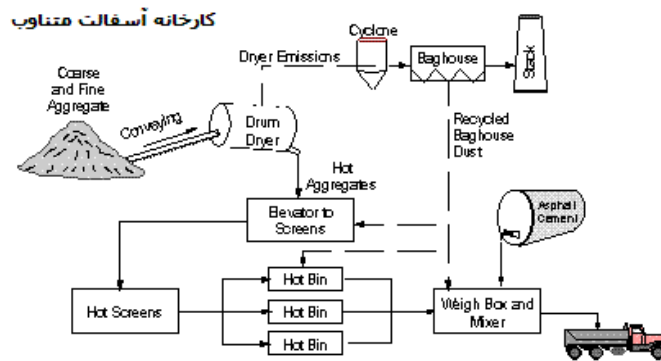 کارخانه آسفالت متناوب
Cyclone
Dryer Emissions
Baghouse
Stack
Coarse
and Fine
Aggregate
Conveying
Drum
Dryer
Recycled
Baghouse
Dust
Hot
Aggregates
Asphalt
Cement
Elevator to
Screens
Hot Bin
Hot Screens
Hot Bin
Weigh Box and
Mixer
Hot Bin